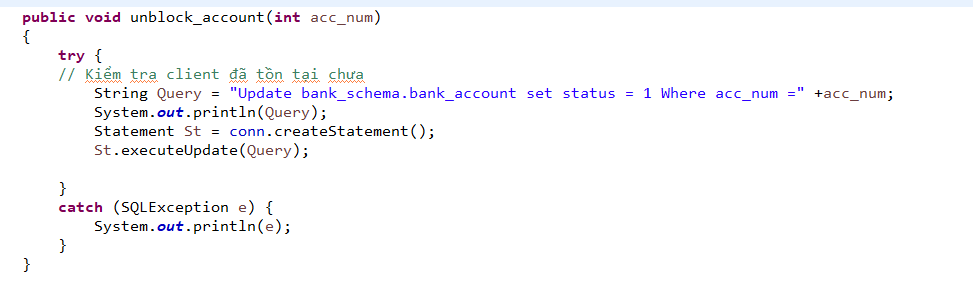 public void unblock_account(int acc_num)
{
try {
// Kiểm tra client đã tồn tại chưa
String Query = "Update bank_schema.bank_account set status = 1 Where acc_num =" +acc_num;
System.out.println(Query);
Statement St = conn.createStatement();
St.executeUpdate(Query);
}
catch (SQLException e) {
System.out.println(e);
}
}